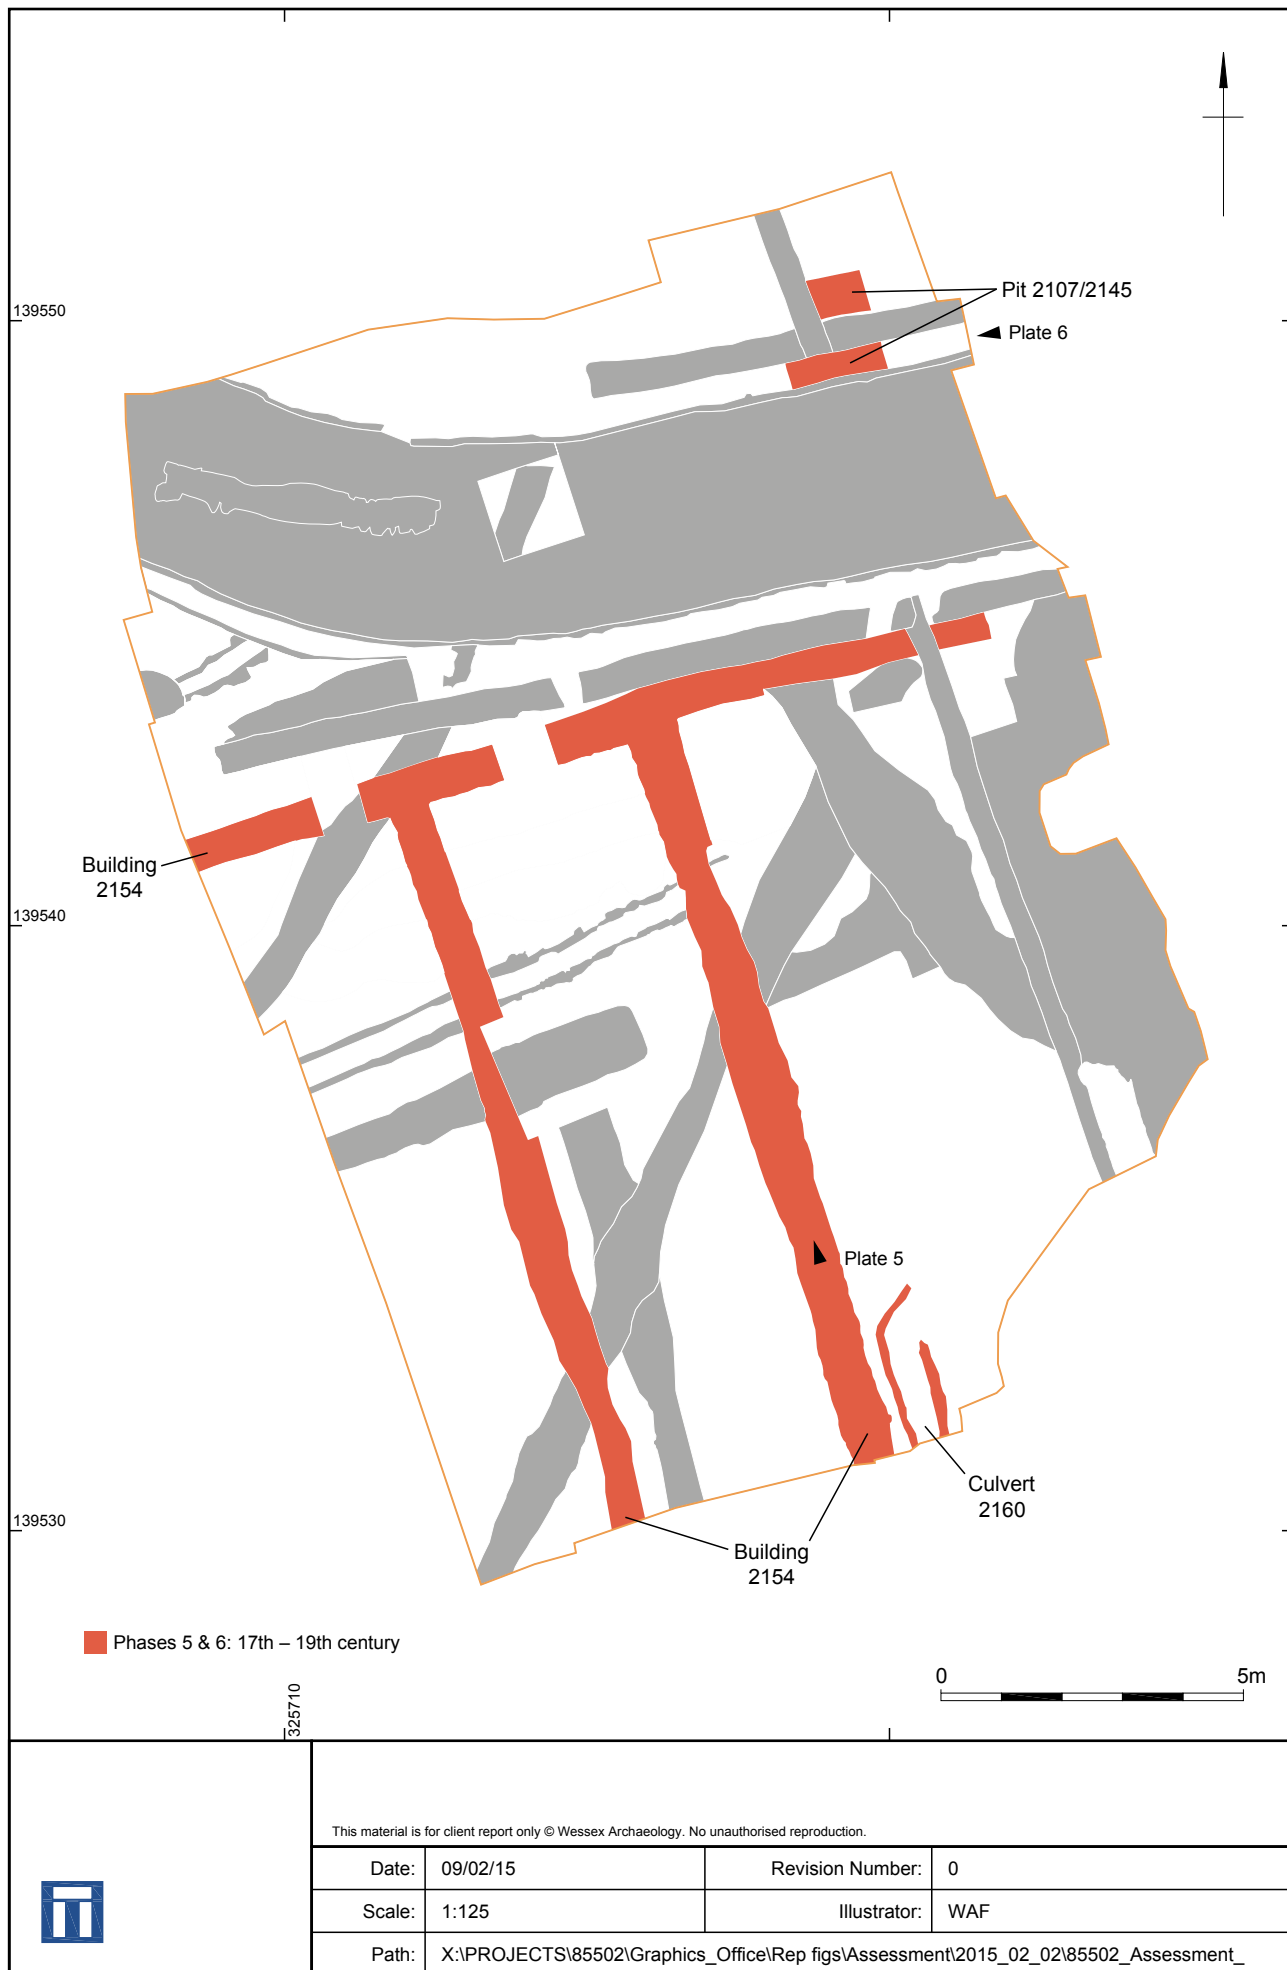 139550
Pit 2107/2145
Plate 6
Building
2154
139540
Plate 5
Culvert
2160
139530
Building
2154
Phases 5 & 6: 17th – 19th century
0 5m
325710
This material is for client report only © Wessex Archaeology. No unauthorised reproduction.
Date: 09/02/15 Revision Number: 0
Scale: 1:125 Illustrator: WAF
Path: X:\PROJECTS\85502\Graphics_Office\Rep figs\Assessment\2015_02_02\85502_Assessment_